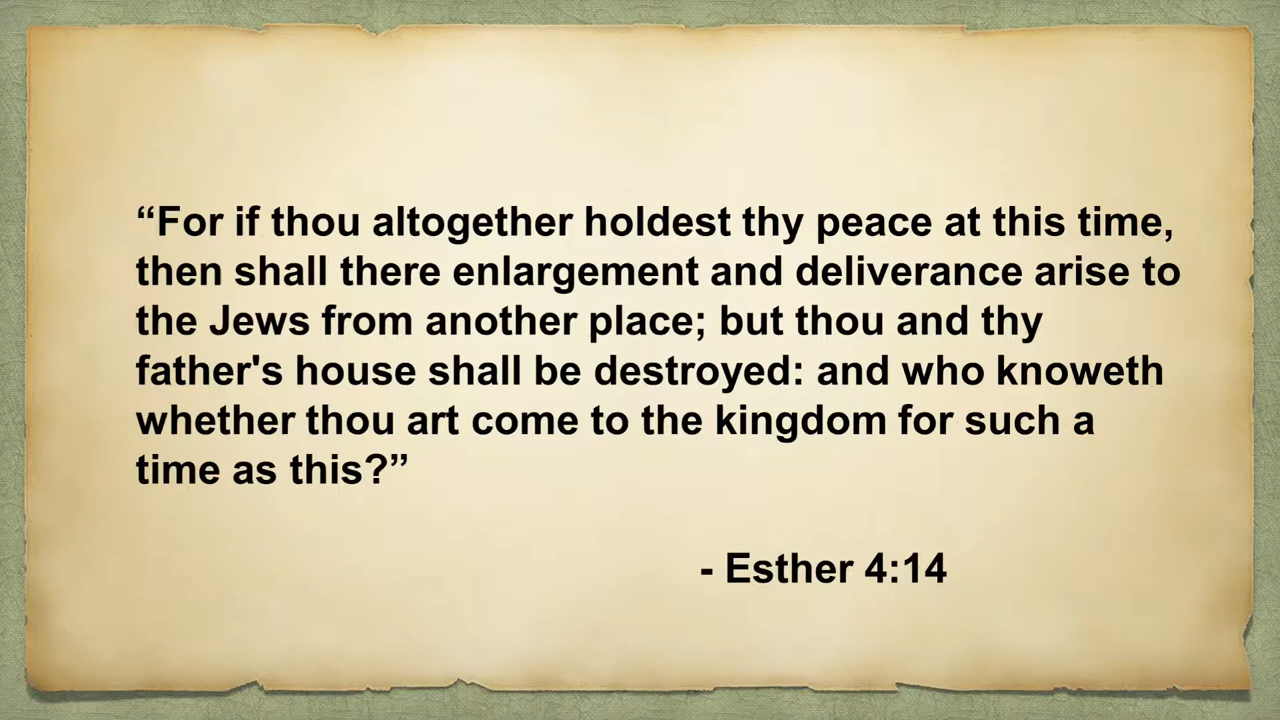 “For if thou altogether holdest thy peace at this time,
then shall there enlargement and deliverance arise to
the Jews from another place; but thou and thy
father's house shall be destroyed: and who knoweth
whether thou art come to the kingdom for such a
time as this?”
- Esther 4:14